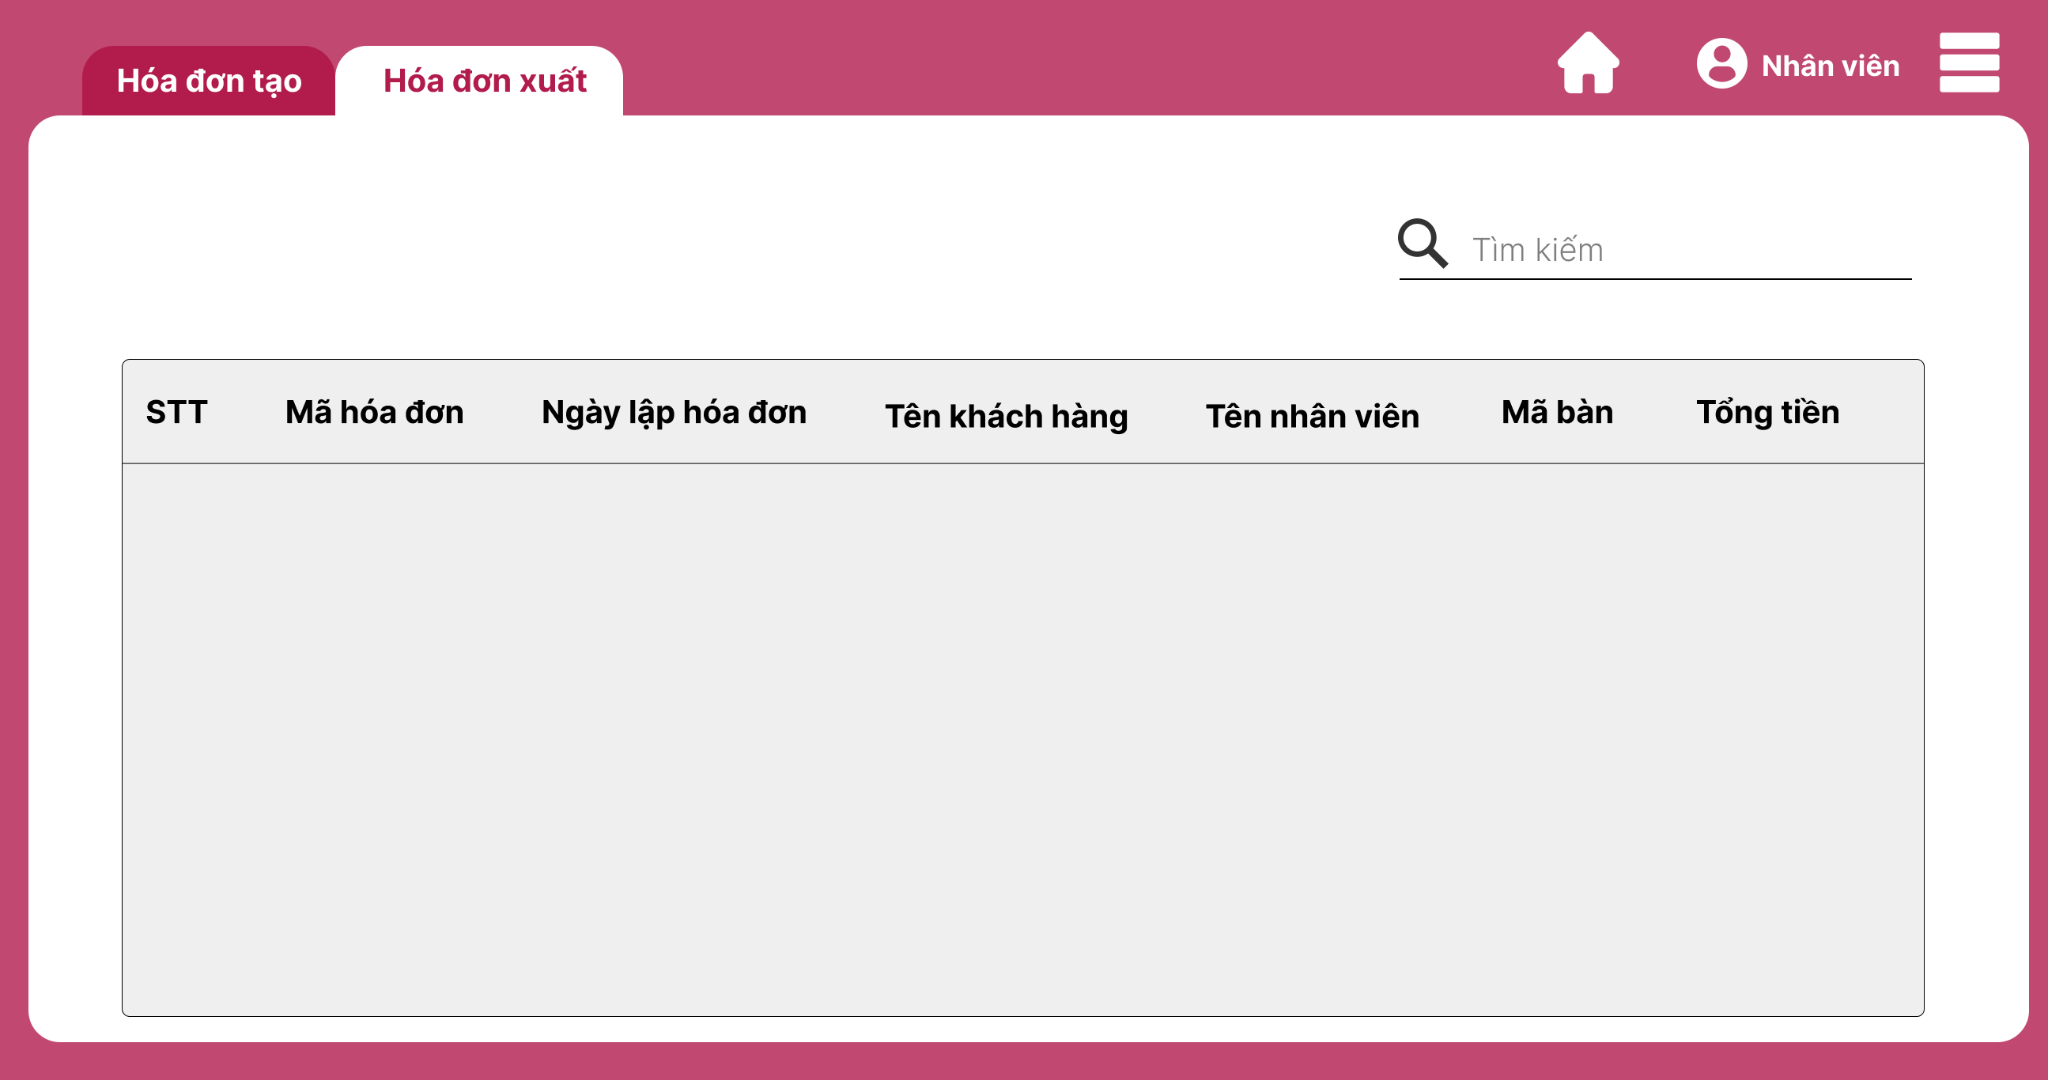 Hóa đơn tạo
Hóa đơn xuất
Nhân viên
Tìm kiếm
STT Mã hóa đơn Ngày lập hóa đơn Tên khách hàng Tên nhân viên Mã bàn Tổng tiền